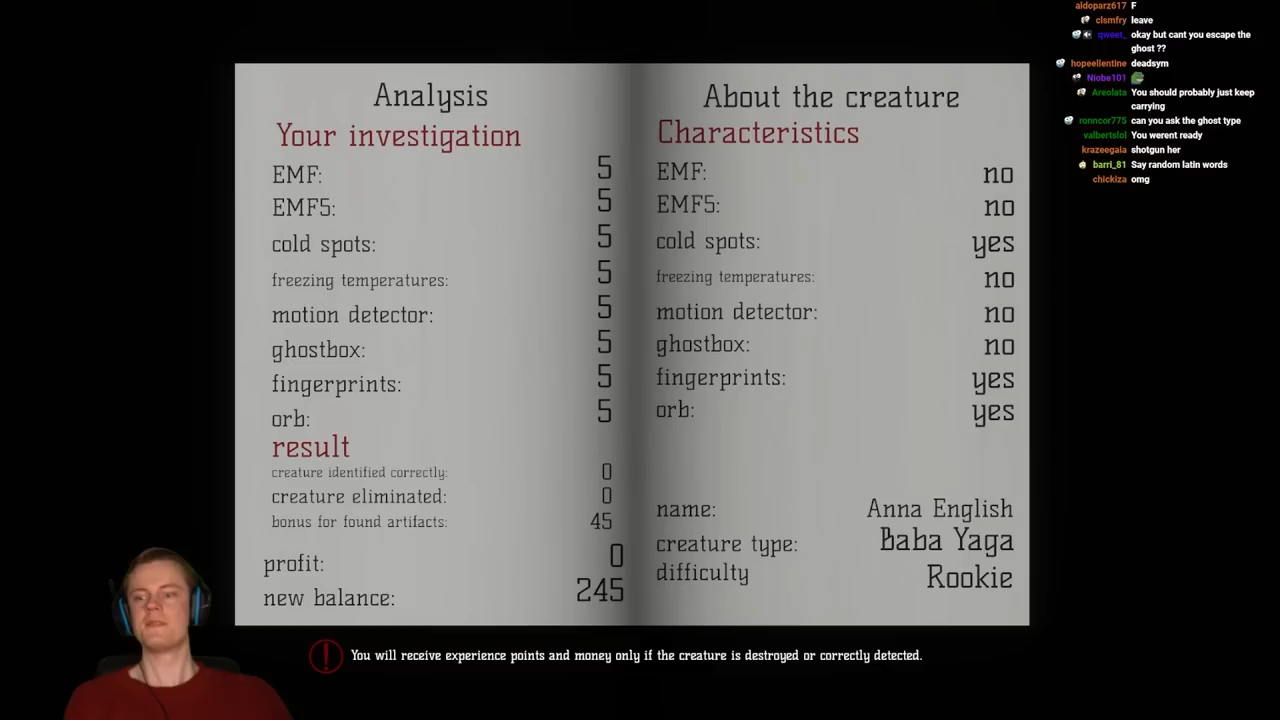 Analysis
Your investigation
EMF: 5
EMF5: 5
cold spots: 5
freezing temperatures: 5
motion detector: 5
ghostbox: 5
fingerprints: 5
orb: 5
result
creature identified correctly: 0
creature eliminated: 0
bonus for found artifacts: 45
profit: 0
new balance: 245
About the creature
Characteristics
EMF: no
EMF5: no
cold spots: yes
freezing temperatures: no
motion detector: no
ghostbox: no
fingerprints: yes
orb: yes
name: Anna English
creature type: Baba Yaga
difficulty Rookie
You will receive experience points and money only if the creature is destroyed or correctly detected.
aldoparz617 F
clsmfry leave
qweet_ okay but cant you escape the
ghost ??
hopeellentine deadsym
Niobe101
Areolata You should probably just keep
carrying
ronncor775 can you ask the ghost type
valbertslol You werent ready
krazeegaia shotgun her
barri_81 Say random latin words
chickiza omg